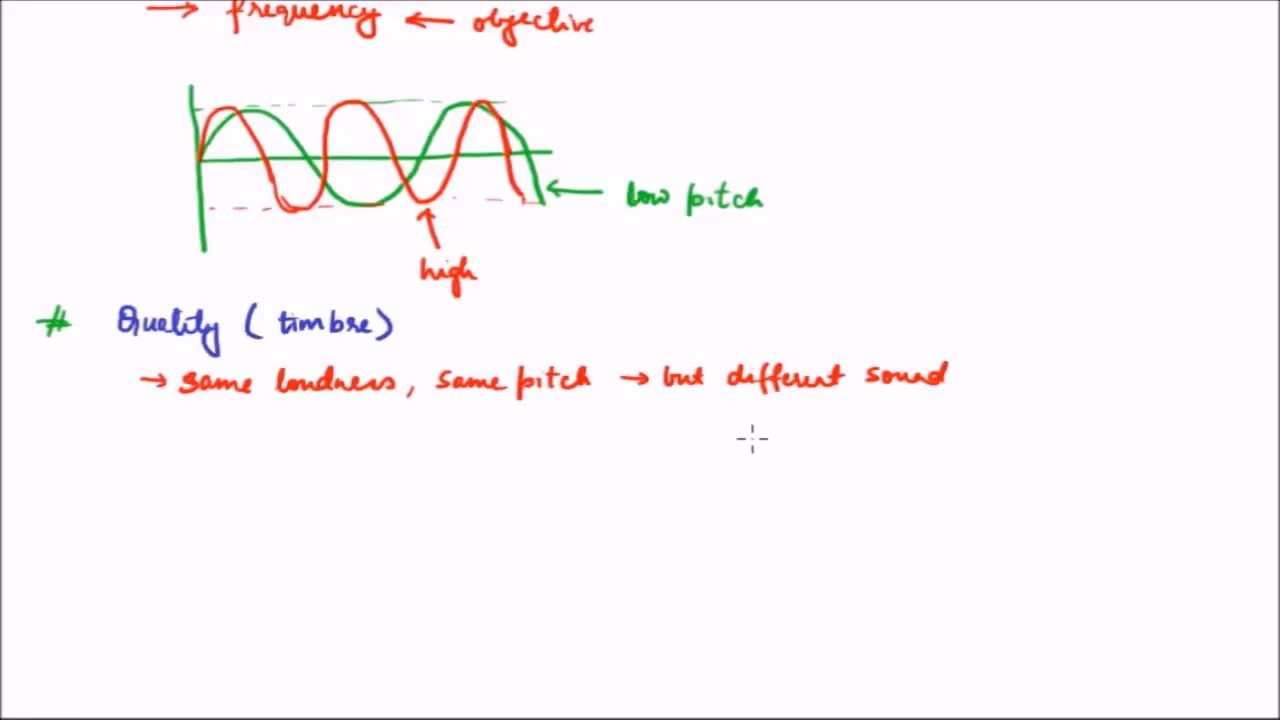 → frequency ← objective
← low pitch
high
# Quality (timbre)
→ same loudness, same pitch → but different sound